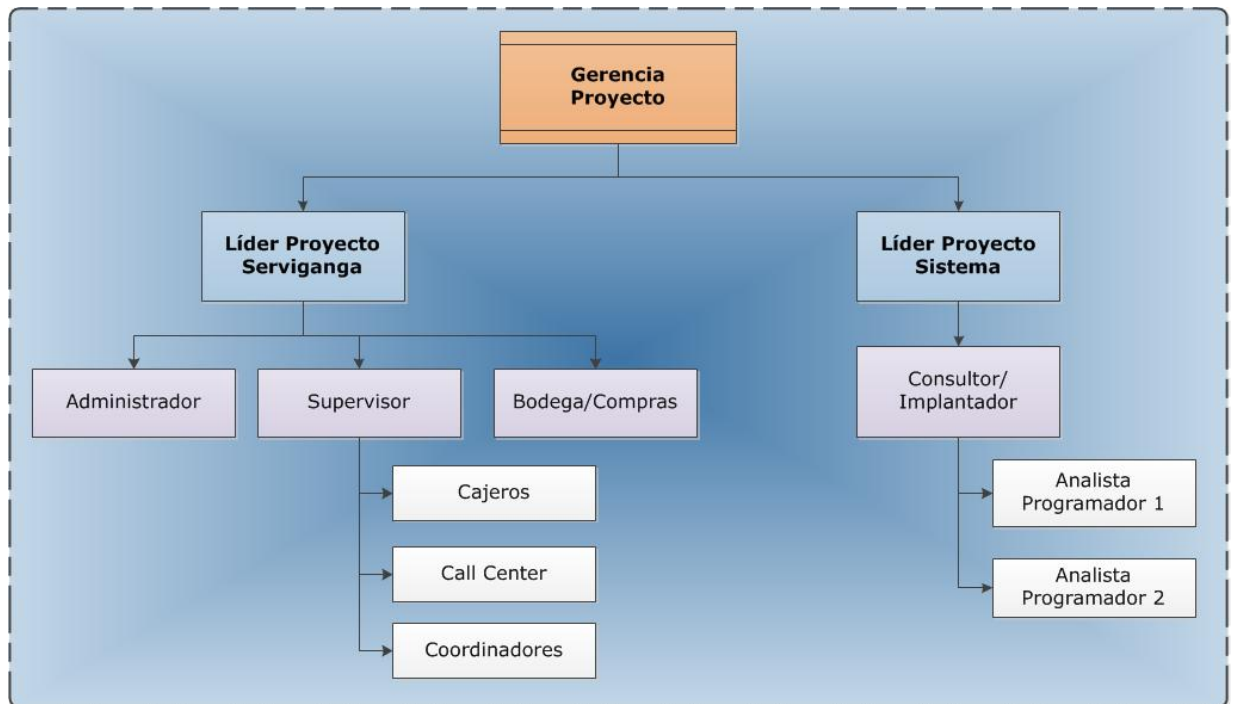 Gerencia
Proyecto
Líder Proyecto
Serviganga
Líder Proyecto
Sistema
Administrador
Supervisor
Bodega/Compras
Consultor/
Implantador
Cajeros
Call Center
Coordinadores
Analista
Programador 1
Analista
Programador 2